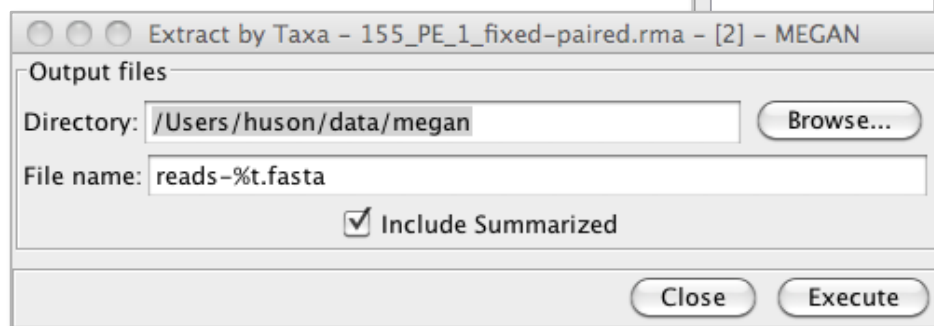 Extract by Taxa - 155_PE_1_fixed-paired.rma - [2] - MEGAN
Output files
Directory: /Users/huson/data/megan Browse...
File name: reads-%t.fasta
Include Summarized
Close Execute